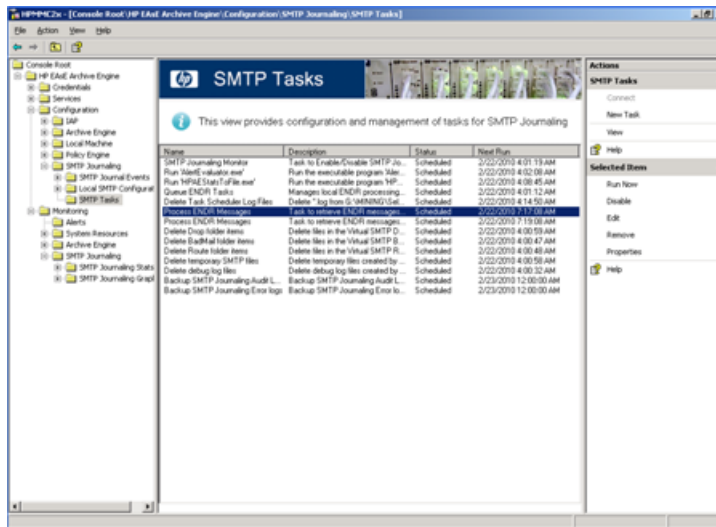 HPMMC2x - [Console Root\HP EAsE Archive Engine\Configuration\SMTP Journaling\SMTP Tasks]
File Action View Help
Console Root
HP EAsE Archive Engine
Credentials
Services
Configuration
IAP
Archive Engine
Local Machine
Policy Engine
SMTP Journaling
SMTP Journal Events
Local SMTP Configurat
SMTP Tasks
Monitoring
Alerts
System Resources
Archive Engine
SMTP Journaling
SMTP Journaling Stats
SMTP Journaling Grapl
hp SMTP Tasks
This view provides configuration and management of tasks for SMTP Journaling
Name Description Status Next Run
SMTP Journaling Monitor Task to Enable/Disable SMTP Jo... Scheduled 2/22/2010 4:01:19 AM
Run 'AlertEvaluator.exe' Run the executable program 'Aler... Scheduled 2/22/2010 4:02:08 AM
Run 'HPAEStatsToFile.exe' Run the executable program 'HP... Scheduled 2/22/2010 4:08:45 AM
Queue ENDR Tasks Manages local ENDR processing... Scheduled 2/22/2010 4:01:12 AM
Delete Task Scheduler Log Files Delete *.log from G:\MINING\Sel... Scheduled 2/22/2010 4:14:50 AM
Process ENDR Messages Task to retrieve ENDR messages... Scheduled 2/22/2010 7:17:08 AM
Process ENDR Messages Task to retrieve ENDR messages... Scheduled 2/22/2010 7:19:08 AM
Delete Drop folder items Delete files in the Virtual SMTP D... Scheduled 2/22/2010 4:00:59 AM
Delete BadMail folder items Delete files in the Virtual SMTP B... Scheduled 2/22/2010 4:00:47 AM
Delete Route folder items Delete files in the Virtual SMTP R... Scheduled 2/22/2010 4:00:48 AM
Delete temporary SMTP files Delete temporary files created by ... Scheduled 2/22/2010 4:00:58 AM
Delete debug log files Delete debug log files created by ... Scheduled 2/22/2010 4:00:32 AM
Backup SMTP Journaling Audit L... Backup SMTP Journaling Audit L... Scheduled 2/23/2010 12:00:00 AM
Backup SMTP Journaling Error logs Backup SMTP Journaling Error lo... Scheduled 2/23/2010 12:00:00 AM
Actions
SMTP Tasks
Connect
New Task
View
Help
Selected Item
Run Now
Disable
Edit
Remove
Properties
Help